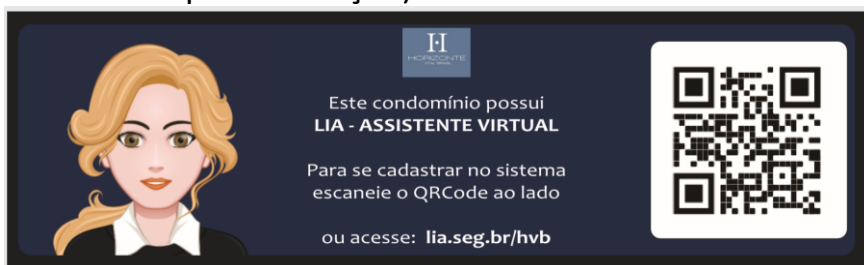 H
HORIZONTE
Este condomínio possui
LIA - ASSISTENTE VIRTUAL
Para se cadastrar no sistema
escaneie o QRCode ao lado
ou acesse: lia.seg.br/hvb